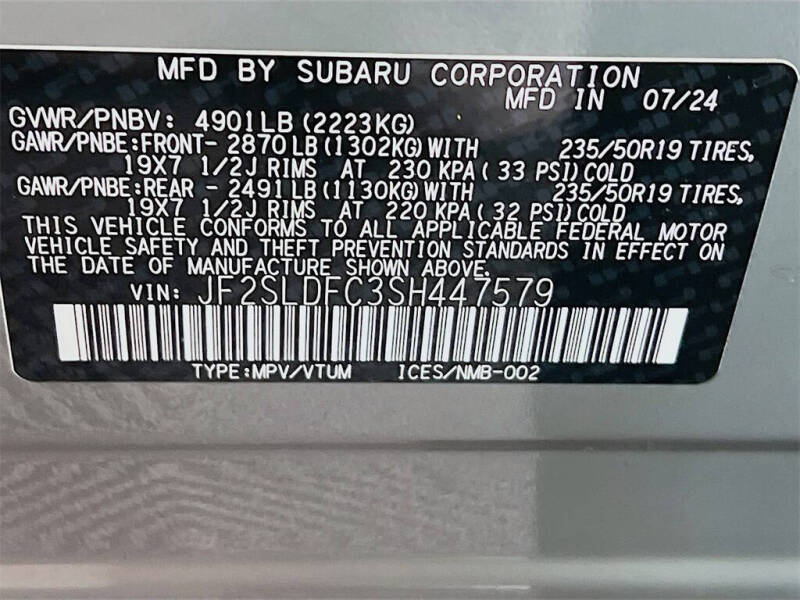 MFD BY SUBARU CORPORATION
MFD IN 07/24
GVWR/PNBV: 4901LB (2223KG)
GAWR/PNBE: FRONT- 2870LB (1302KG) WITH 235/50R19 TIRES,
19X7 1/2J RIMS AT 230 KPA ( 33 PSI) COLD
GAWR/PNBE: REAR - 2491LB (1130KG) WITH 235/50R19 TIRES,
19X7 1/2J RIMS AT 220 KPA ( 32 PSI) COLD
THIS VEHICLE CONFORMS TO ALL APPLICABLE FEDERAL MOTOR
VEHICLE SAFETY AND THEFT PREVENTION STANDARDS IN EFFECT ON
THE DATE OF MANUFACTURE SHOWN ABOVE.
VIN: JF2SLDFC3SH447579
TYPE: MPV/VTUM ICES/NMB-002